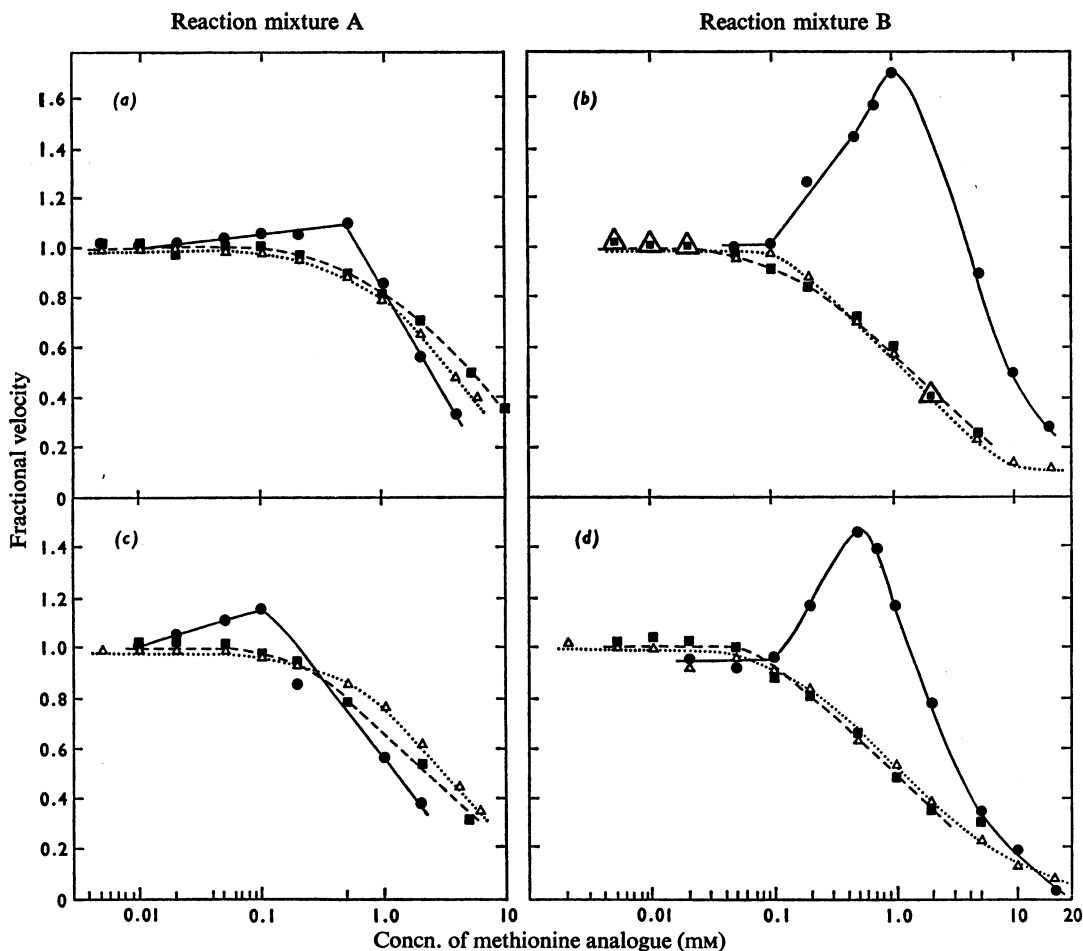 Reaction mixture A
Reaction mixture B
(a)
(b)
1.6
1.4
1.2
1.0
0.8
0.6
0.4
0.2
0
Fractional velocity
(c)
(d)
1.4
1.2
1.0
0.8
0.6
0.4
0.2
0
0.01 0.1 1.0 10
0.01 0.1 1.0 10 20
Concn. of methionine analogue (mM)